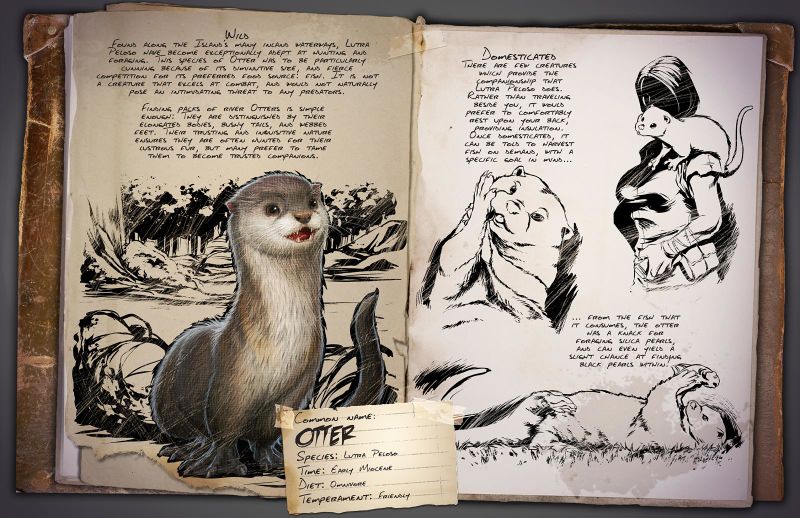 Wild
Found along the Island's many inland waterways, Lutra
Peloso have become exceptionally adept at hunting and
foraging. This species of Otter has to be particularly
cunning because of its diminutive size, and fierce
competition for its preferred food source: fish. It is not
a creature that excels at combat, and would not naturally
pose an intimidating threat to any predators.
Finding packs of river Otters is simple
enough: they are distinguished by their
elongated bodies, bushy tails, and webbed
feet. Their trusting and inquisitive nature
ensures they are often hunted for their
lustrous fur, but many prefer to tame
them to become trusted companions.
Common name:
Otter
Species: Lutra Peloso
Time: Early Miocene
Diet: Omnivore
Temperament: Friendly
Domesticated
There are few creatures
which provide the
companionship that
Lutra Peloso does.
Rather than traveling
beside you, it would
prefer to comfortably
rest upon your back,
providing insulation.
Once domesticated, it
can be told to harvest
fish on demand, with a
specific goal in mind...
... from the fish that
it consumes, the otter
has a knack for
foraging silica pearls,
and can even yield a
slight chance at finding
black pearls within.